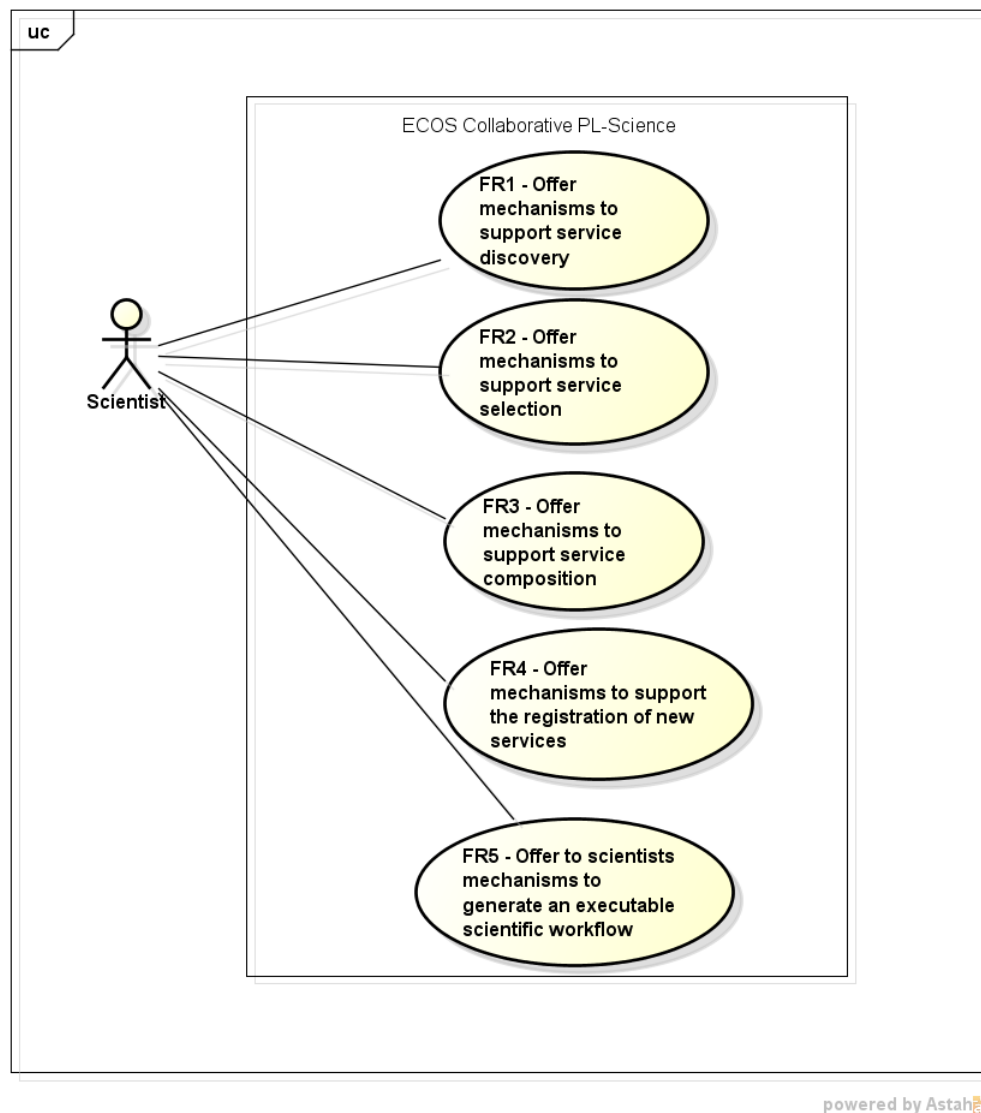 uc
ECOS Collaborative PL-Science
FR1 - Offer
mechanisms to
support service
discovery
FR2 - Offer
mechanisms to
support service
selection
Scientist
FR3 - Offer
mechanisms to
support service
composition
FR4 - Offer
mechanisms to support
the registration of new
services
FR5 - Offer to scientists
mechanisms to
generate an executable
scientific workflow
powered by Astah